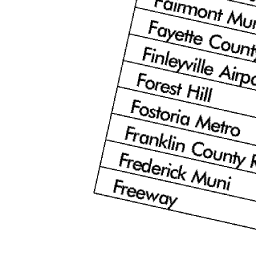 Fairmont Mun
Fayette County
Finleyville Airpo
Forest Hill
Fostoria Metro
Franklin County R
Frederick Muni
Freeway